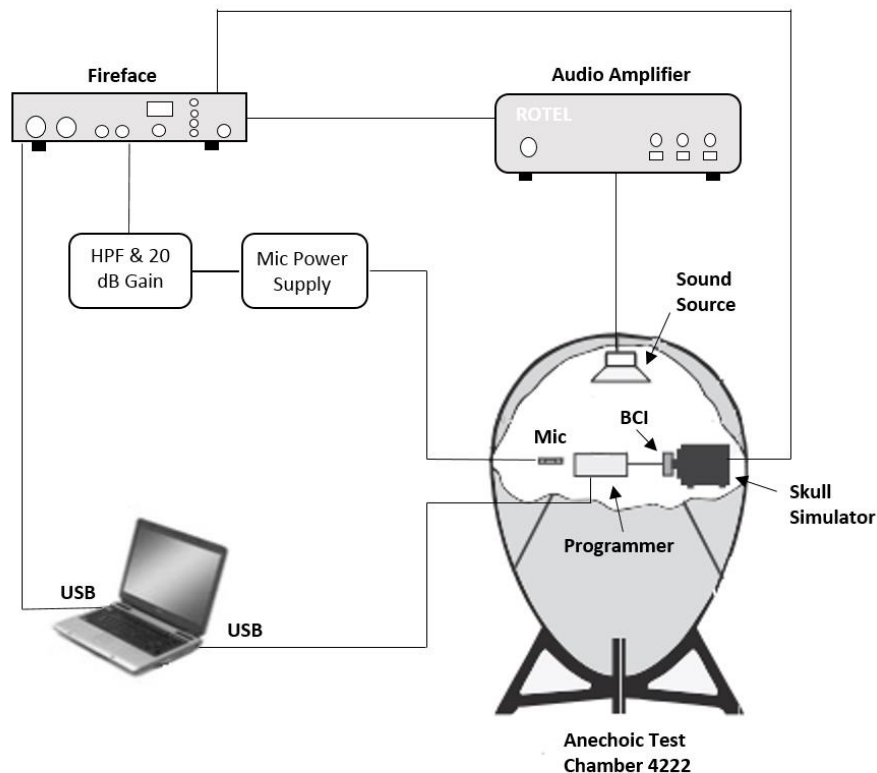 Fireface
Audio Amplifier
ROTEL
HPF & 20
dB Gain
Mic Power
Supply
Sound
Source
BCI
Mic
Skull
Simulator
Programmer
USB
USB
Anechoic Test
Chamber 4222